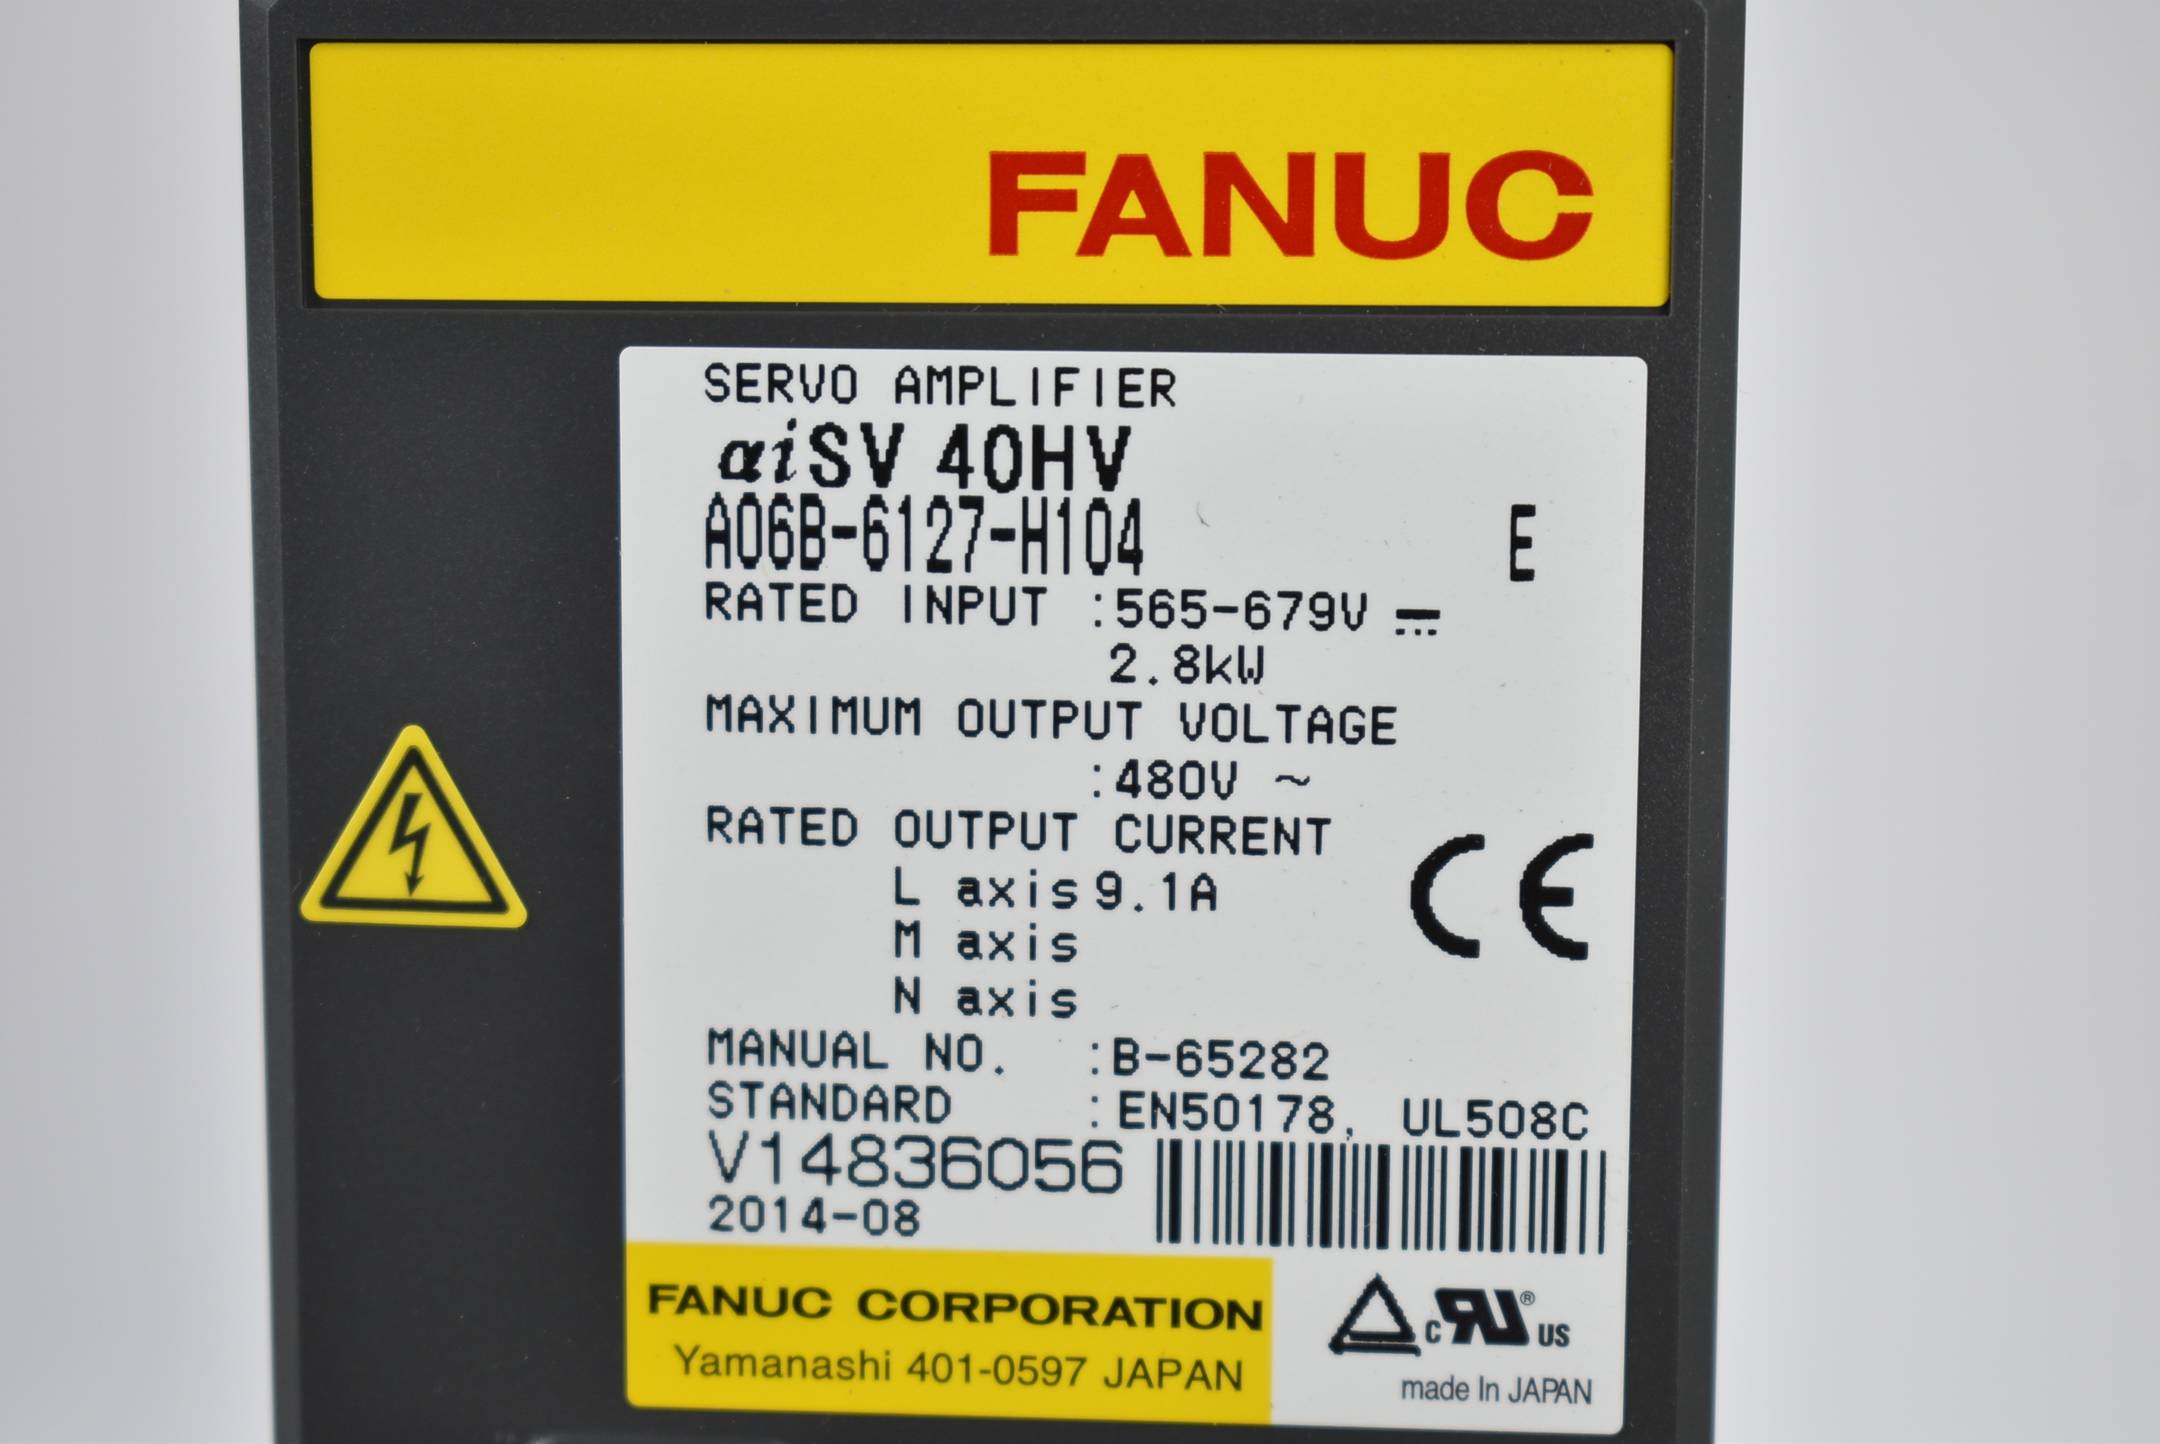 FANUC
SERVO AMPLIFIER
αiSV 40HV
A06B-6127-H104 E
RATED INPUT :565-679V ⎓
2.8kW
MAXIMUM OUTPUT VOLTAGE
:480V ~
RATED OUTPUT CURRENT
L axis 9.1A
M axis
N axis
CE
MANUAL NO. :B-65282
STANDARD :EN50178, UL508C
V14836056
2014-08
FANUC CORPORATION
Yamanashi 401-0597 JAPAN
c RU® US
made In JAPAN